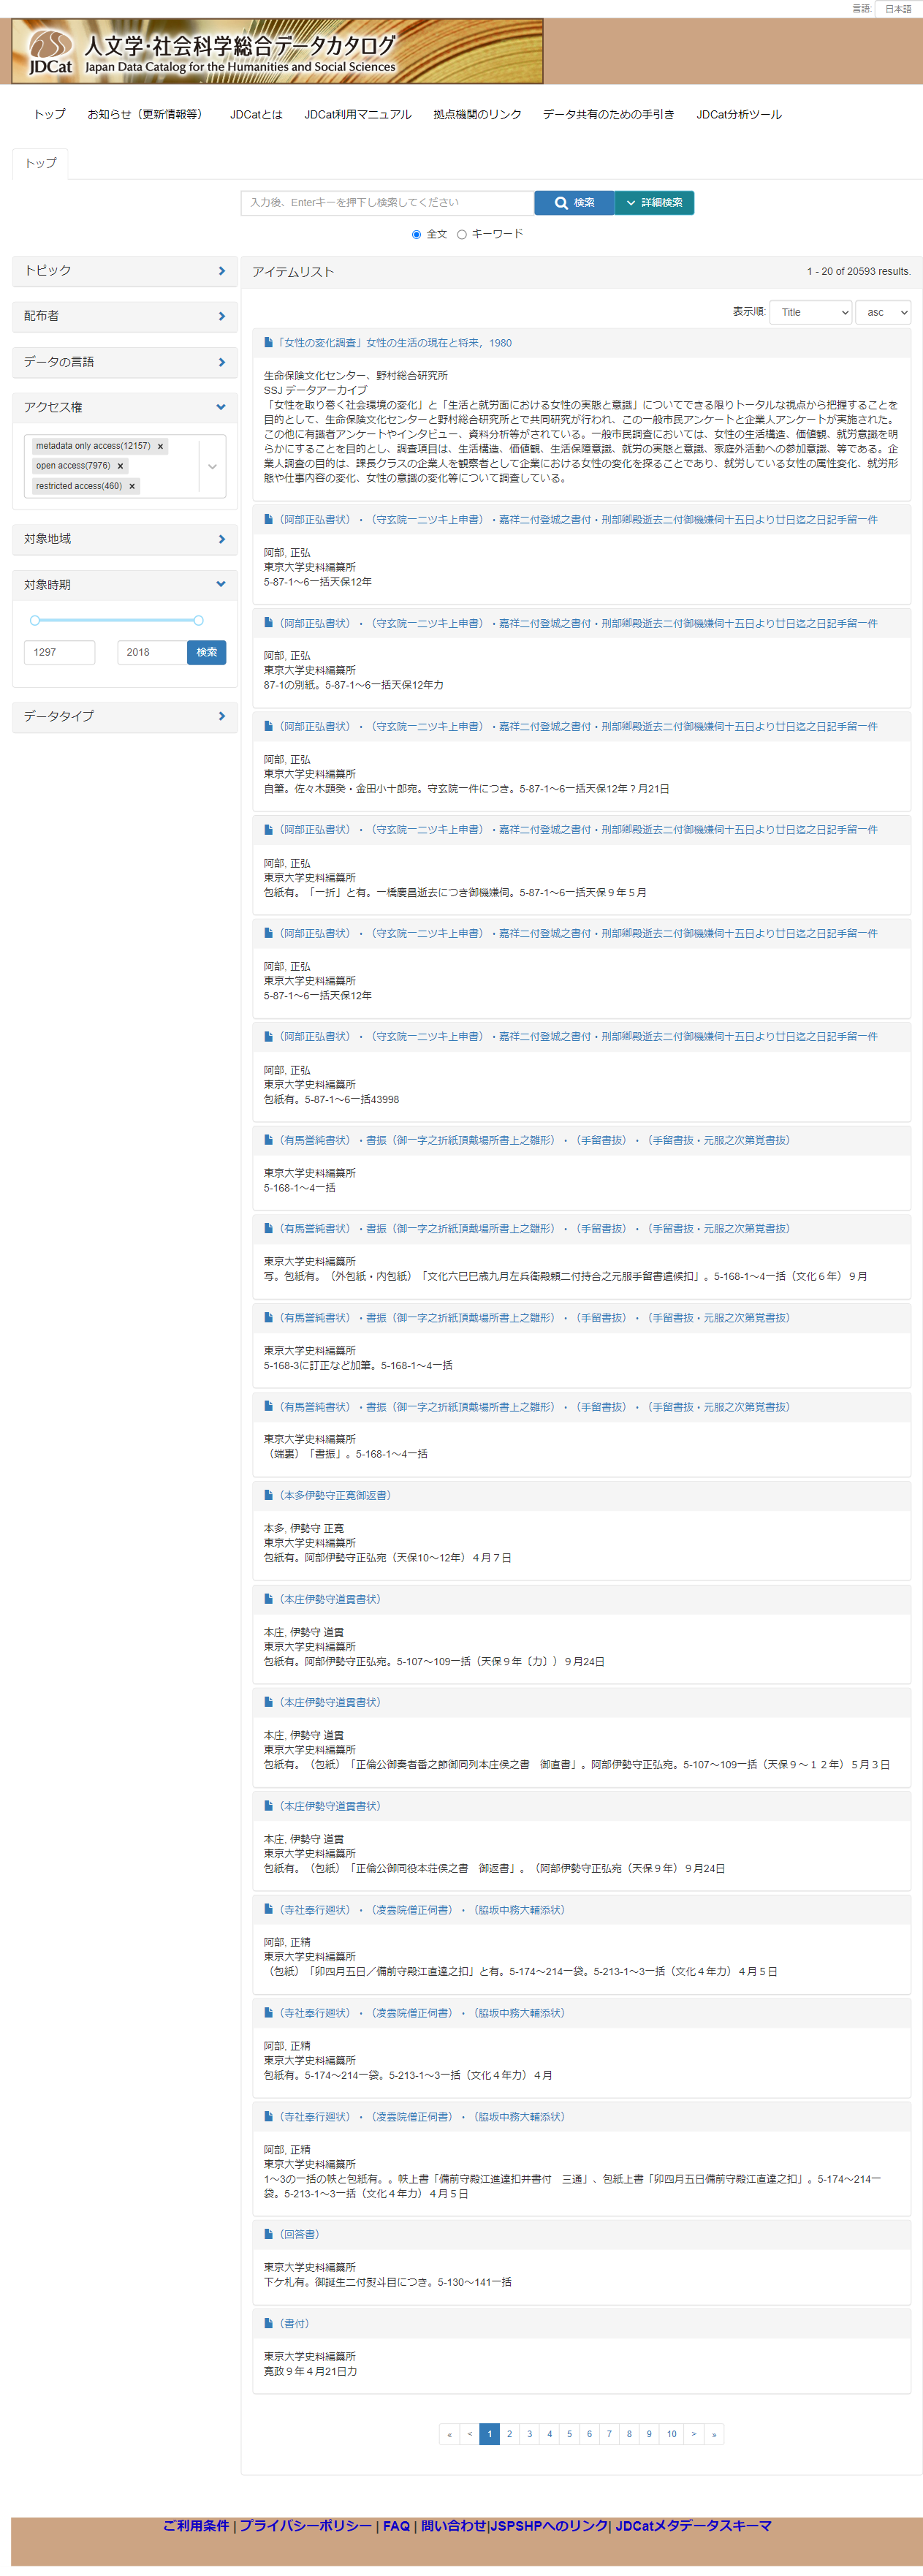 言語: 日本語
JDCat 人文学・社会科学総合データカタログ
Japan Data Catalog for the Humanities and Social Sciences
トップ お知らせ（更新情報等） JDCatとは JDCat利用マニュアル 拠点機関のリンク データ共有のための手引き JDCat分析ツール
トップ
入力後、Enterキーを押下し検索してください 検索 詳細検索
全文 キーワード
トピック
配布者
データの言語
アクセス権
metadata only access(12157) ×
open access(7976) ×
restricted access(460) ×
対象地域
対象時期
1297 2018 検索
データタイプ
アイテムリスト 1 - 20 of 20593 results.
表示順: Title asc
「女性の変化調査」女性の生活の現在と将来，1980
生命保険文化センター、野村総合研究所
SSJ データアーカイブ
「女性を取り巻く社会環境の変化」と「生活と就労面における女性の実態と意識」についてできる限りトータルな視点から把握することを
目的として、生命保険文化センターと野村総合研究所とで共同研究が行われ、この一般市民アンケートと企業人アンケートが実施された。
この他に有識者アンケートやインタビュー、資料分析等がされている。一般市民調査においては、女性の生活構造、価値観、就労意識を明
らかにすることを目的とし、調査項目は、生活構造、価値観、生活保障意識、就労の実態と意識、家庭外活動への参加意識、等である。企
業人調査の目的は、課長クラスの企業人を観察者として企業における女性の変化を探ることであり、就労している女性の属性変化、就労形
態や仕事内容の変化、女性の意識の変化等について調査している。
（阿部正弘書状）・（守玄院一二ツキ上申書）・嘉祥二付登城之書付・刑部卿殿逝去二付御機嫌伺十五日より廿日迄之日記手留一件
阿部, 正弘
東京大学史料編纂所
5-87-1～6一括天保12年
（阿部正弘書状）・（守玄院一二ツキ上申書）・嘉祥二付登城之書付・刑部卿殿逝去二付御機嫌伺十五日より廿日迄之日記手留一件
阿部, 正弘
東京大学史料編纂所
87-1の別紙。5-87-1～6一括天保12年力
（阿部正弘書状）・（守玄院一二ツキ上申書）・嘉祥二付登城之書付・刑部卿殿逝去二付御機嫌伺十五日より廿日迄之日記手留一件
阿部, 正弘
東京大学史料編纂所
自筆。佐々木顕発・金田小十郎宛。守玄院一件につき。5-87-1～6一括天保12年？月21日
（阿部正弘書状）・（守玄院一二ツキ上申書）・嘉祥二付登城之書付・刑部卿殿逝去二付御機嫌伺十五日より廿日迄之日記手留一件
阿部, 正弘
東京大学史料編纂所
包紙有。「一折」と有。一橋慶昌逝去につき御機嫌伺。5-87-1～6一括天保９年５月
（阿部正弘書状）・（守玄院一二ツキ上申書）・嘉祥二付登城之書付・刑部卿殿逝去二付御機嫌伺十五日より廿日迄之日記手留一件
阿部, 正弘
東京大学史料編纂所
5-87-1～6一括天保12年
（阿部正弘書状）・（守玄院一二ツキ上申書）・嘉祥二付登城之書付・刑部卿殿逝去二付御機嫌伺十五日より廿日迄之日記手留一件
阿部, 正弘
東京大学史料編纂所
包紙有。5-87-1～6一括43998
（有馬誉純書状）・書振（御一字之折紙頂戴場所書上之雛形）・（手留書抜）・（手留書抜・元服之次第覚書抜）
東京大学史料編纂所
5-168-1～4一括
（有馬誉純書状）・書振（御一字之折紙頂戴場所書上之雛形）・（手留書抜）・（手留書抜・元服之次第覚書抜）
東京大学史料編纂所
写。包紙有。（外包紙・内包紙）「文化六巳巳歳九月左兵衛殿頼二付持合之元服手留書遣候扣」。5-168-1～4一括（文化６年）９月
（有馬誉純書状）・書振（御一字之折紙頂戴場所書上之雛形）・（手留書抜）・（手留書抜・元服之次第覚書抜）
東京大学史料編纂所
5-168-3に訂正など加筆。5-168-1～4一括
（有馬誉純書状）・書振（御一字之折紙頂戴場所書上之雛形）・（手留書抜）・（手留書抜・元服之次第覚書抜）
東京大学史料編纂所
（端裏）「書振」。5-168-1～4一括
（本多伊勢守正寛御返書）
本多, 伊勢守 正寛
東京大学史料編纂所
包紙有。阿部伊勢守正弘宛（天保10～12年）４月７日
（本庄伊勢守道貫書状）
本庄, 伊勢守 道貫
東京大学史料編纂所
包紙有。阿部伊勢守正弘宛。5-107～109一括（天保９年〔力〕）９月24日
（本庄伊勢守道貫書状）
本庄, 伊勢守 道貫
東京大学史料編纂所
包紙有。（包紙）「正倫公御奏者番之節御同列本庄侯之書　御直書」。阿部伊勢守正弘宛。5-107～109一括（天保９～１２年）５月３日
（本庄伊勢守道貫書状）
本庄, 伊勢守 道貫
東京大学史料編纂所
包紙有。（包紙）「正倫公御同役本荘侯之書　御返書」。（阿部伊勢守正弘宛（天保９年）９月24日
（寺社奉行廻状）・（凌雲院僧正伺書）・（脇坂中務大輔添状）
阿部, 正精
東京大学史料編纂所
（包紙）「卯四月五日／備前守殿江直達之扣」と有。5-174～214一袋。5-213-1～3一括（文化４年力）４月５日
（寺社奉行廻状）・（凌雲院僧正伺書）・（脇坂中務大輔添状）
阿部, 正精
東京大学史料編纂所
包紙有。5-174～214一袋。5-213-1～3一括（文化４年力）４月
（寺社奉行廻状）・（凌雲院僧正伺書）・（脇坂中務大輔添状）
阿部, 正精
東京大学史料編纂所
1～3の一括の帙と包紙有。。帙上書「備前守殿江進達扣井書付　三通」、包紙上書「卯四月五日備前守殿江直達之扣」。5-174～214一
袋。5-213-1～3一括（文化４年力）４月５日
（回答書）
東京大学史料編纂所
下ケ札有。御誕生二付熨斗目につき。5-130～141一括
（書付）
東京大学史料編纂所
寛政９年４月21日力
« < 1 2 3 4 5 6 7 8 9 10 > »
ご利用条件 | プライバシーポリシー | FAQ | 問い合わせ|JSPSHPへのリンク| JDCatメタデータスキーマ